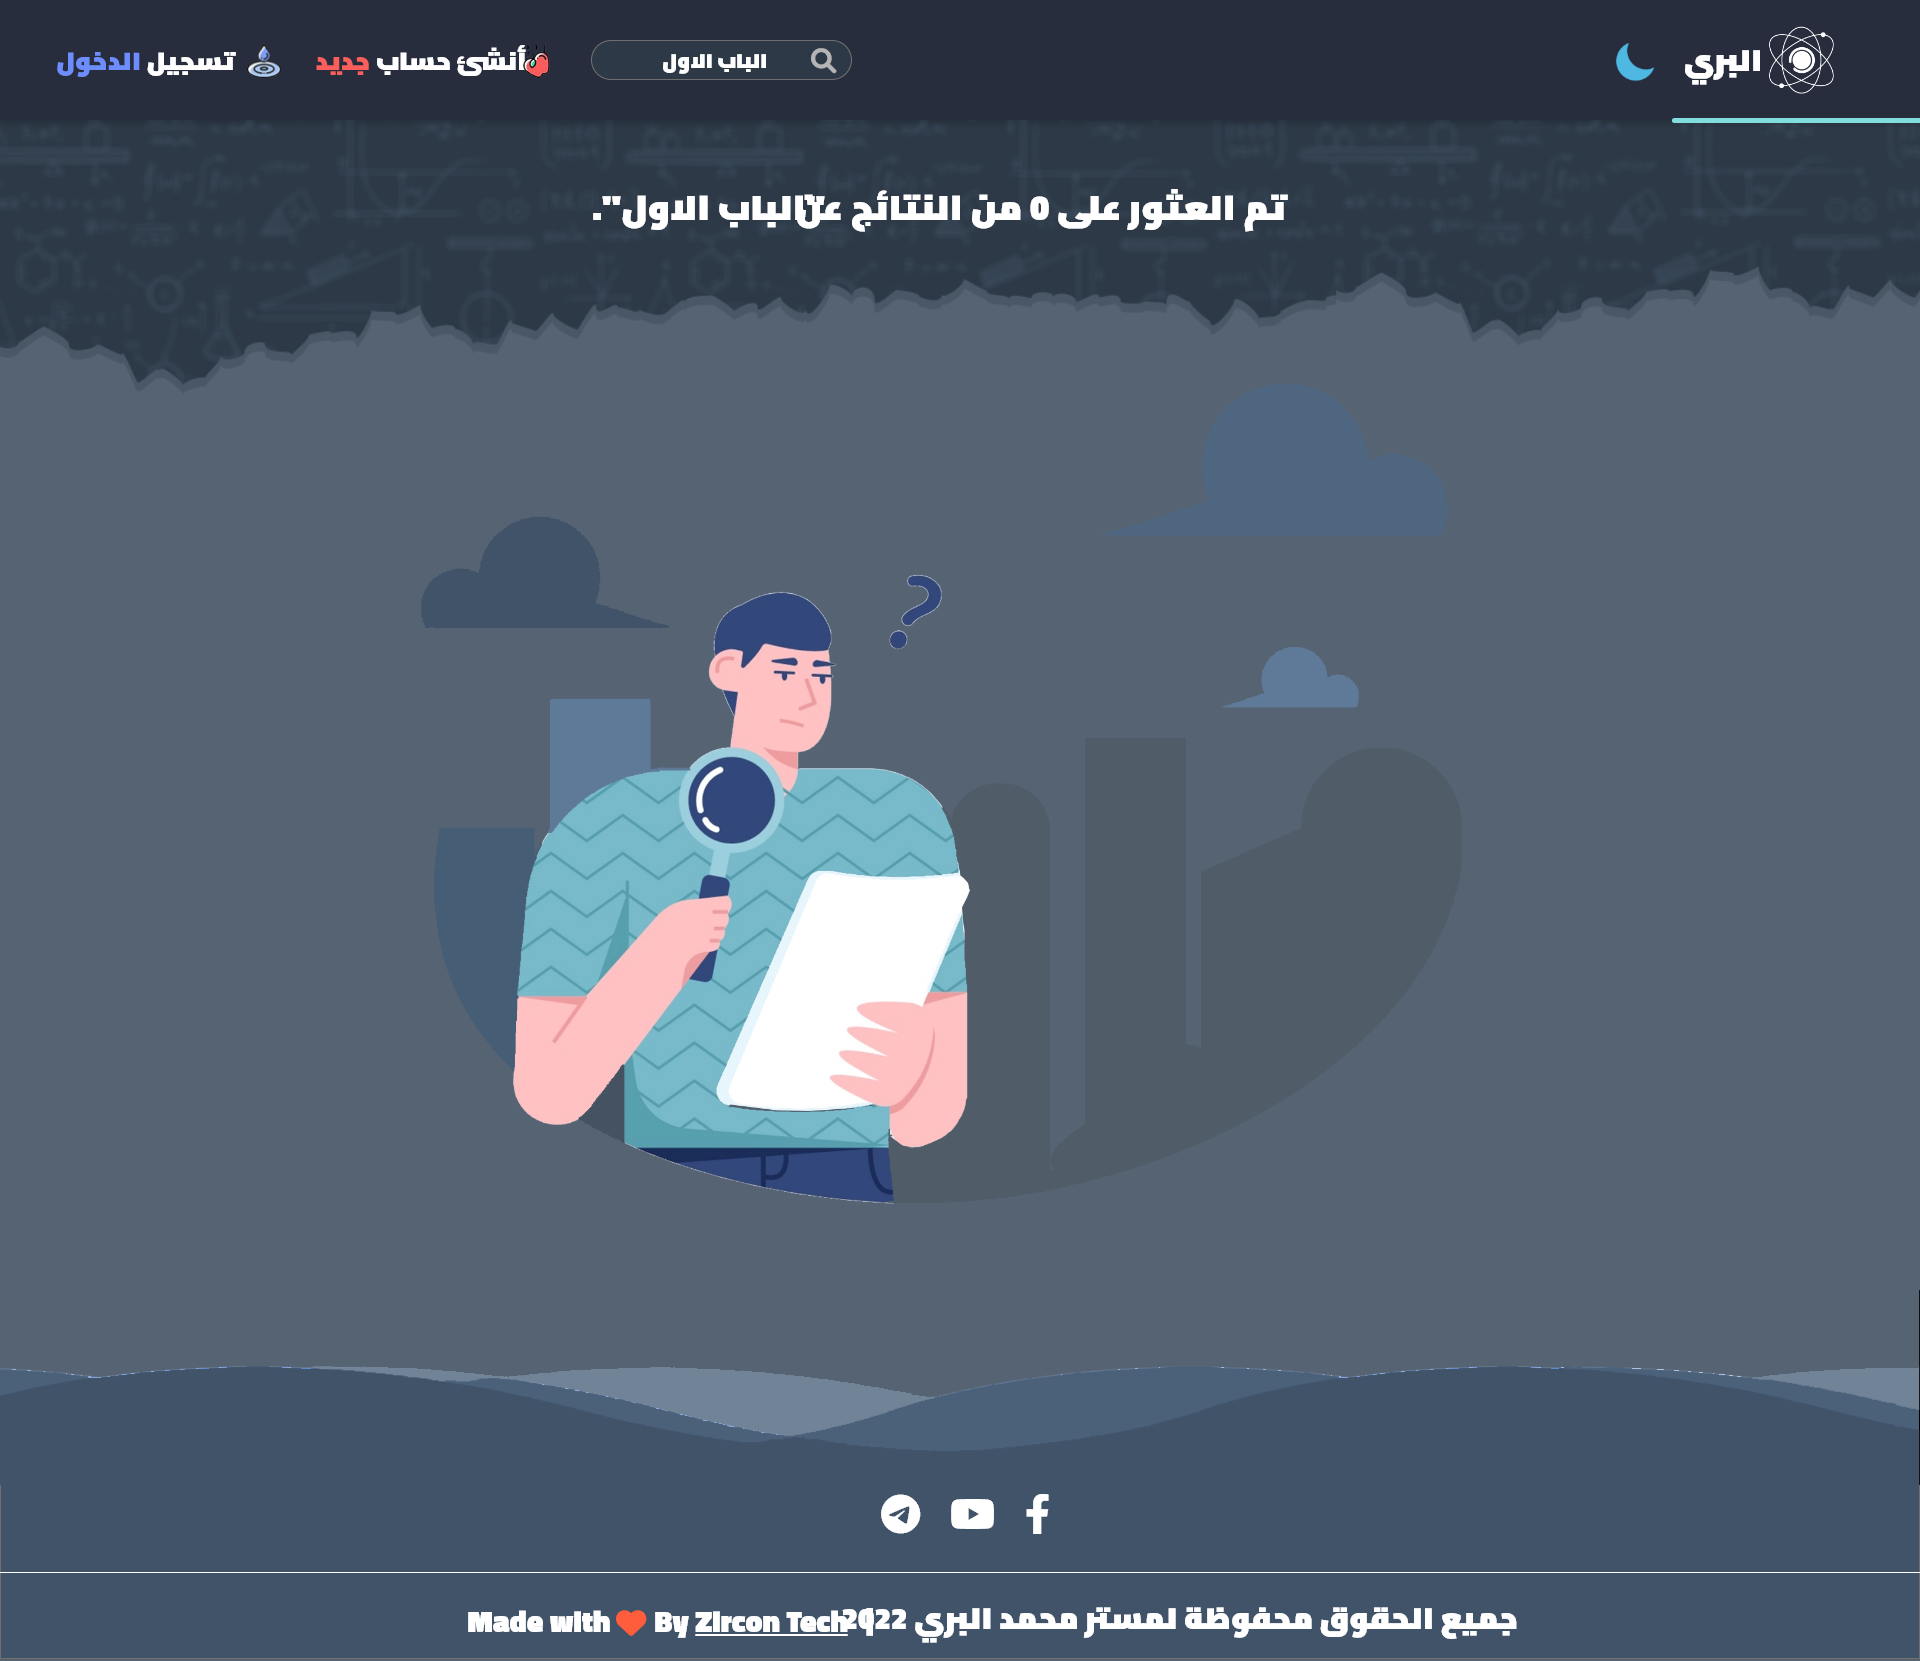 البري
الباب الاول
أنشئ حساب جديد
تسجيل الدخول
تم العثور على 0 من النتائج عن "الباب الاول".
جميع الحقوق محفوظة لمستر محمد البري 2022 |
Made with By Zircon Tech